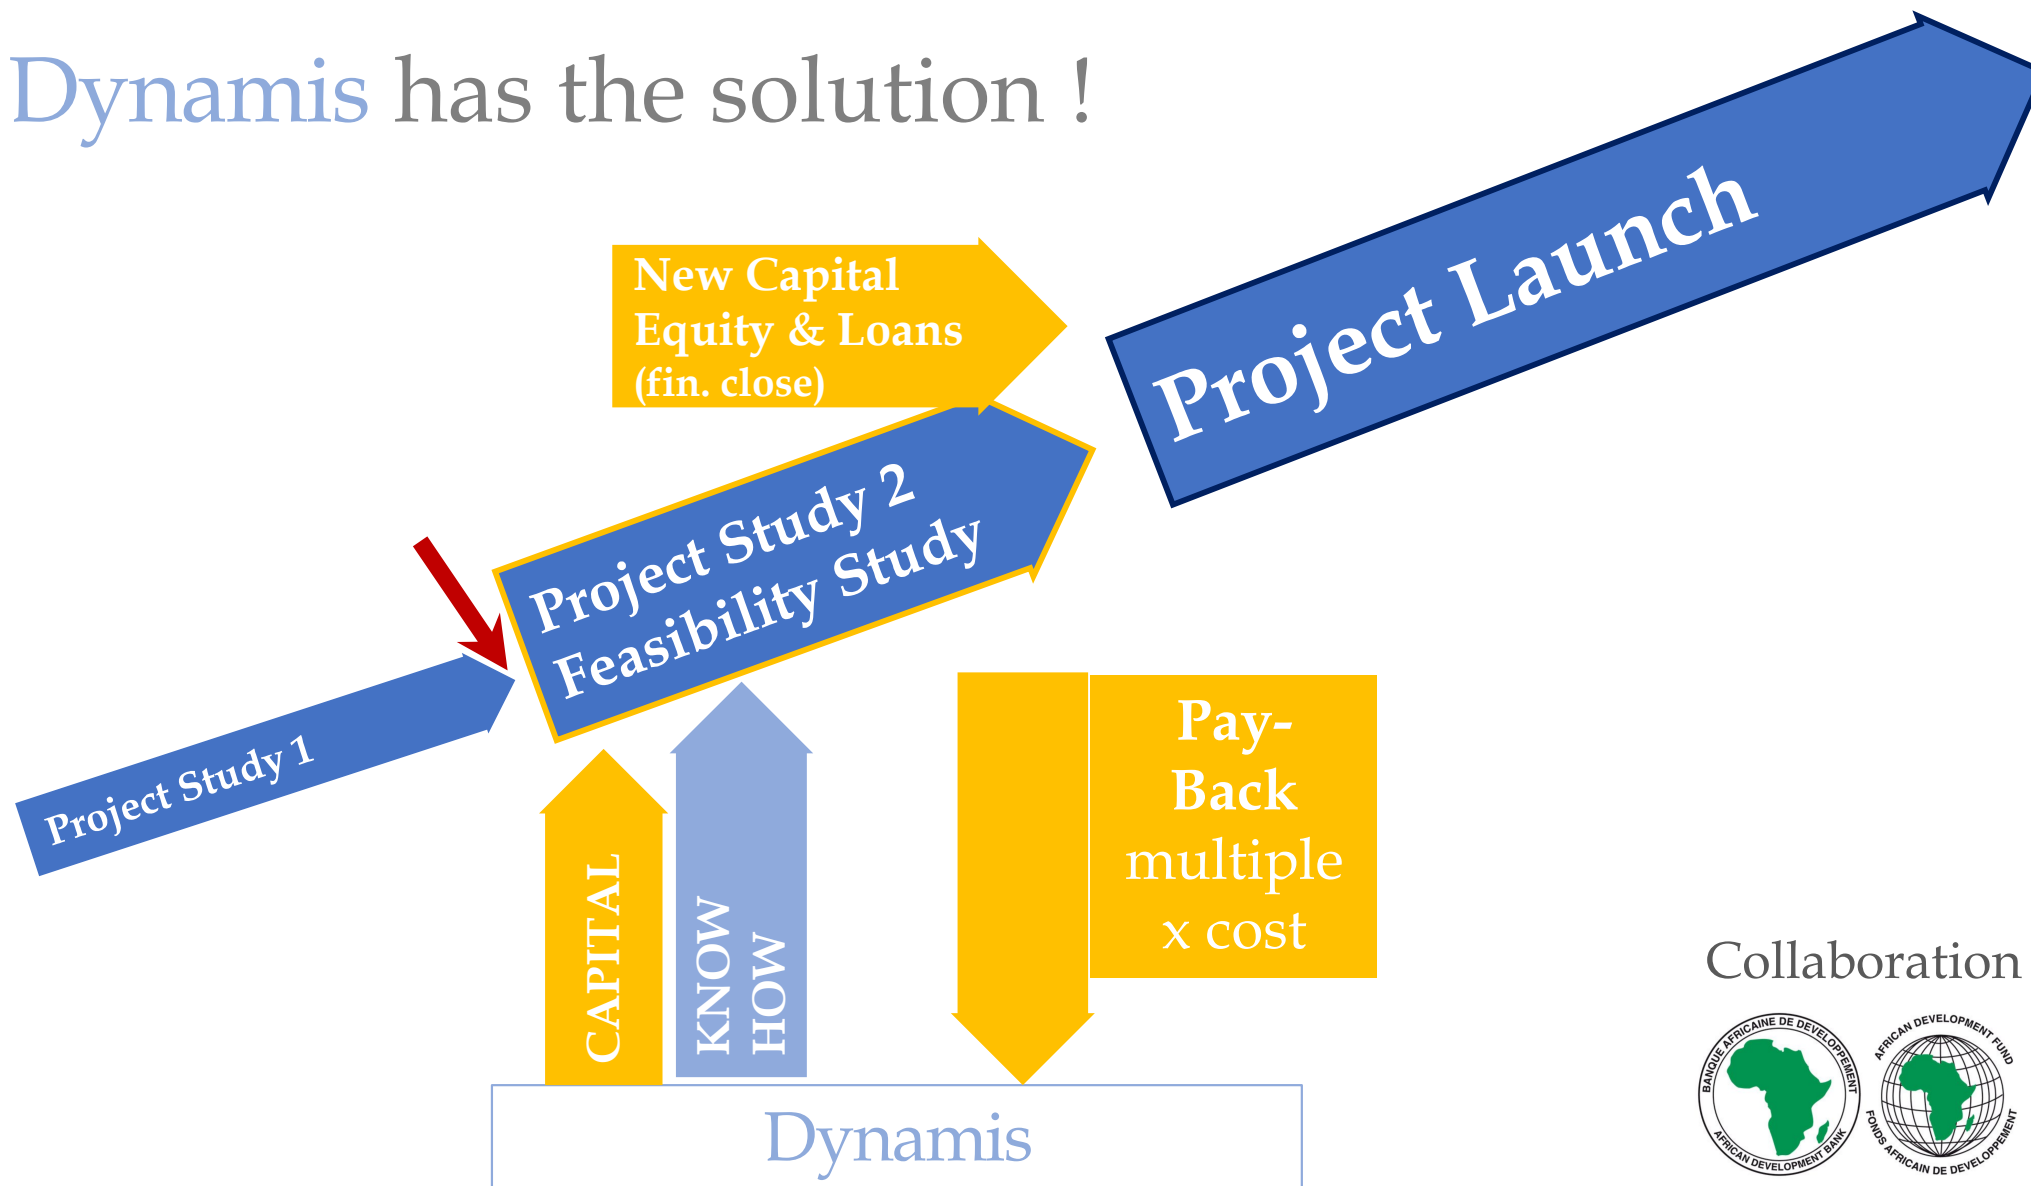 Dynamis has the solution !
New Capital
Equity & Loans
(fin. close)
Project Launch
Project Study 2
Feasibility Study
Project Study 1
CAPITAL
KNOW
HOW
Pay-
Back
multiple
x cost
Dynamis
Collaboration
BANQUE AFRICAINE DE DEVELOPPEMENT
AFRICAN DEVELOPMENT BANK
AFRICAN DEVELOPMENT FUND
FONDS AFRICAIN DE DEVELOPPEMENT